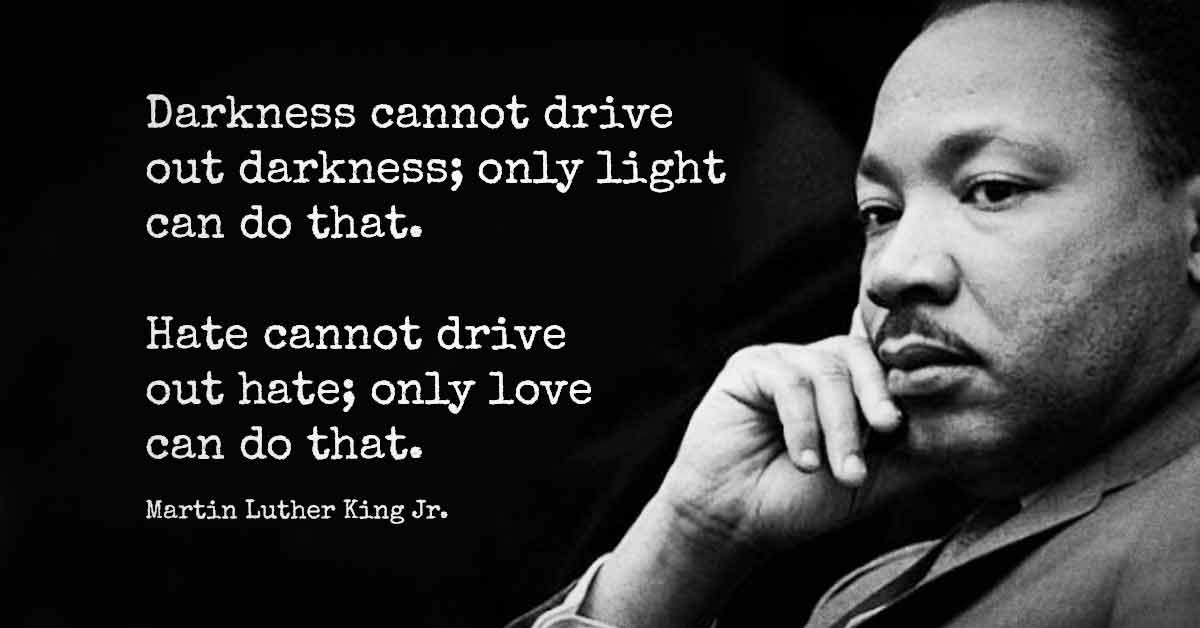 Darkness cannot drive
out darkness; only light
can do that.
Hate cannot drive
out hate; only love
can do that.
Martin Luther King Jr.